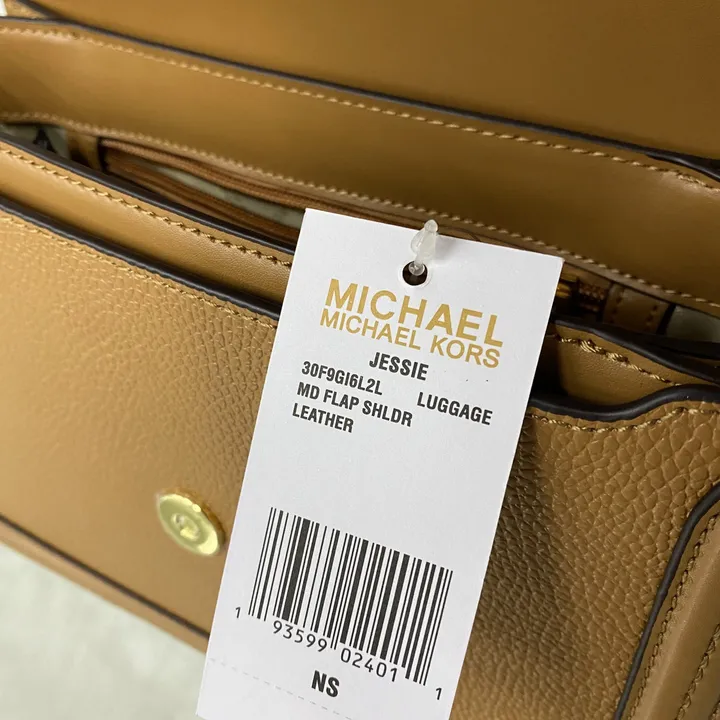 MICHAEL
MICHAEL KORS
JESSIE
30F9GI6L2L LUGGAGE
MD FLAP SHLDR
LEATHER
1 93599 02401 1
NS